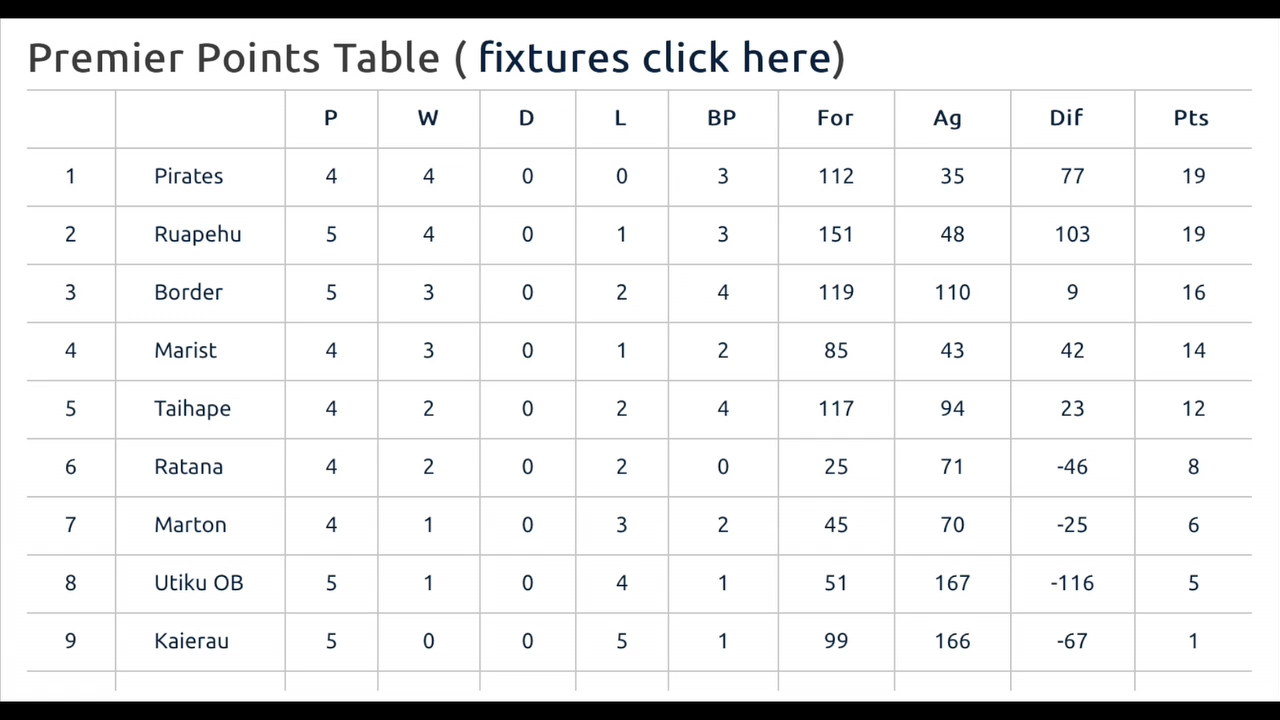 Premier Points Table ( fixtures click here)
P W D L BP For Ag Dif Pts
1 Pirates 4 4 0 0 3 112 35 77 19
2 Ruapehu 5 4 0 1 3 151 48 103 19
3 Border 5 3 0 2 4 119 110 9 16
4 Marist 4 3 0 1 2 85 43 42 14
5 Taihape 4 2 0 2 4 117 94 23 12
6 Ratana 4 2 0 2 0 25 71 -46 8
7 Marton 4 1 0 3 2 45 70 -25 6
8 Utiku OB 5 1 0 4 1 51 167 -116 5
9 Kaierau 5 0 0 5 1 99 166 -67 1